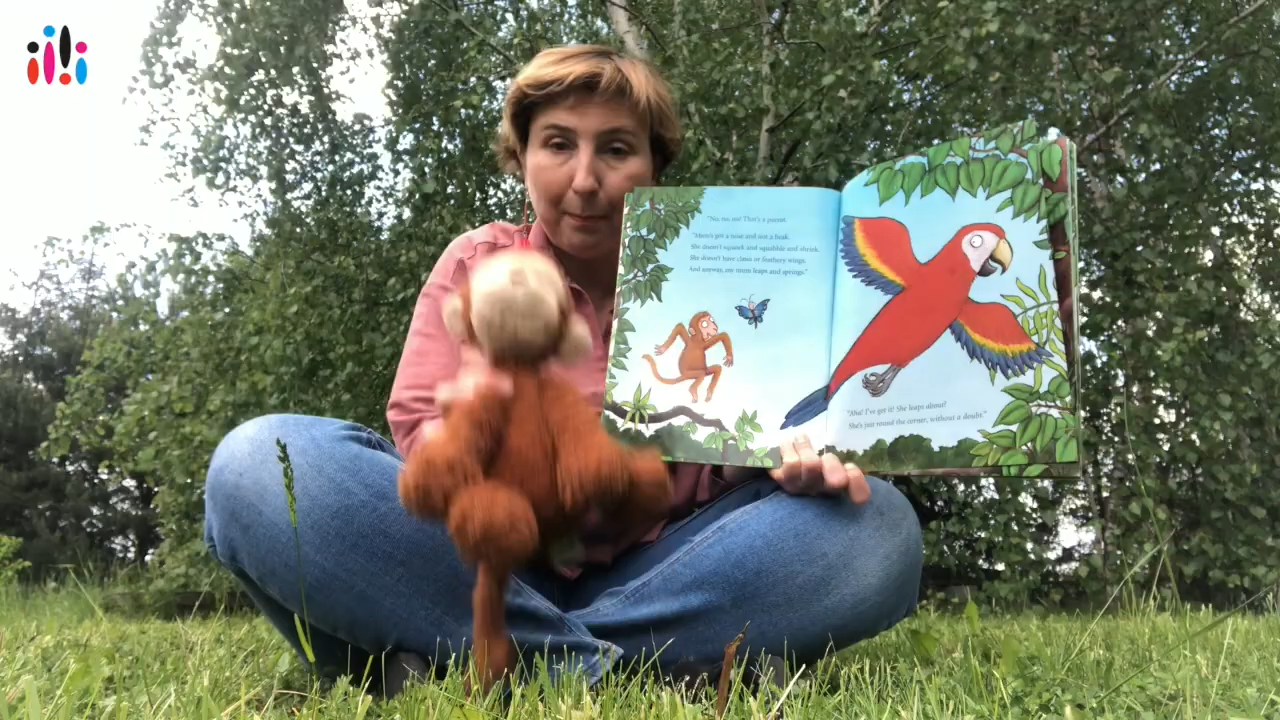 "No, no, no! That's a parrot.
"Mum's got a nose and not a beak.
She doesn't squawk and squabble and shriek.
She doesn't have claws or feathery wings.
And anyway, my mum leaps and springs."
"Aha! I've got it! She leaps about?
She's just round the corner, without a doubt."